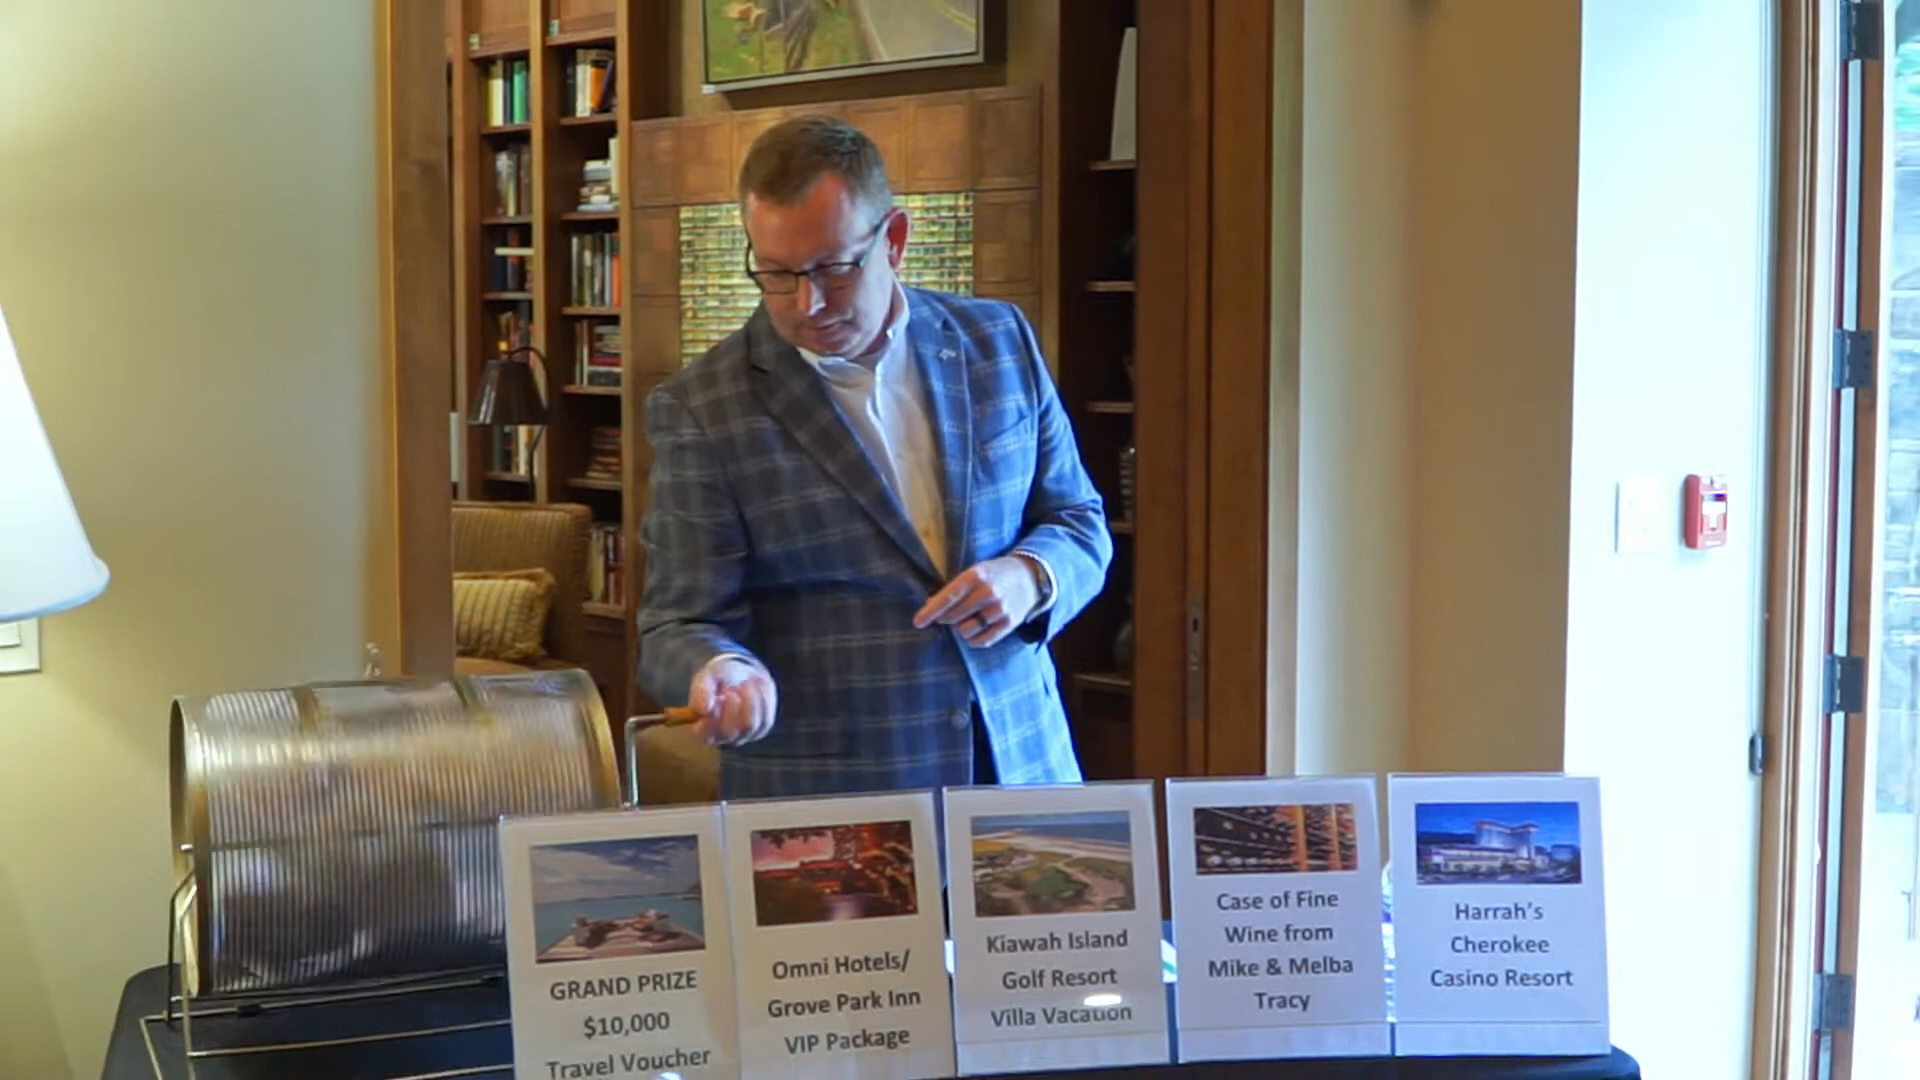 GRAND PRIZE
$10,000
Travel Voucher
Omni Hotels/
Grove Park Inn
VIP Package
Kiawah Island
Golf Resort
Villa Vacation
Case of Fine
Wine from
Mike & Melba
Tracy
Harrah's
Cherokee
Casino Resort